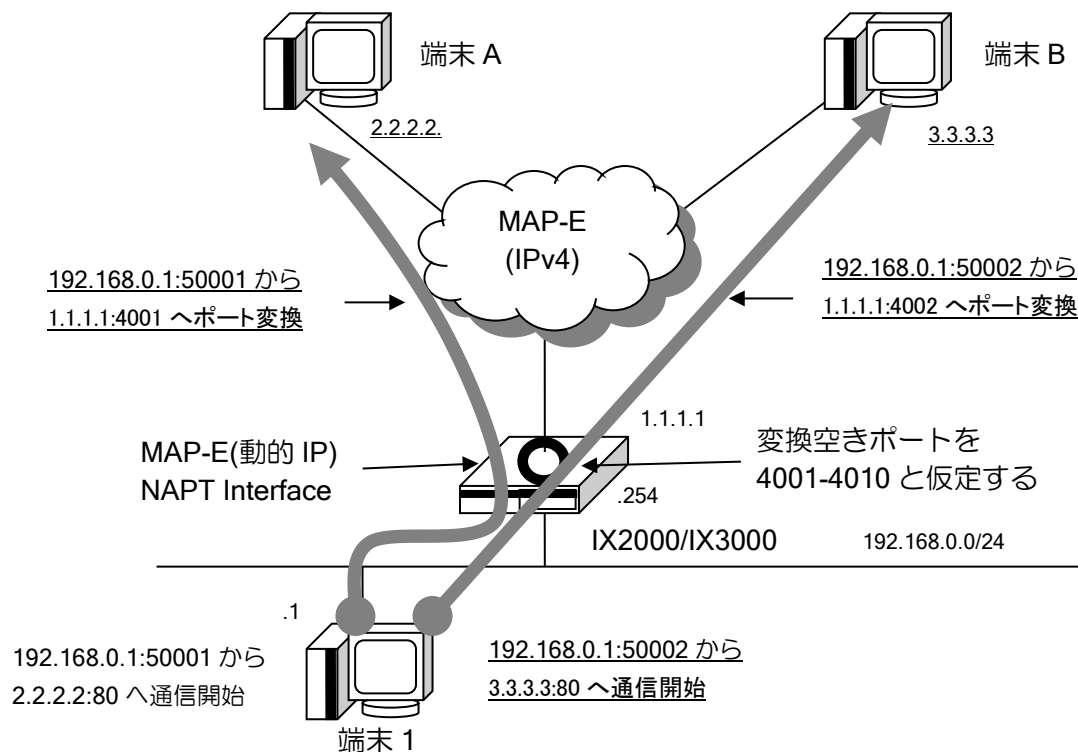 端末 A
端末 B
2.2.2.2.
3.3.3.3
MAP-E
(IPv4)
192.168.0.1:50001 から
1.1.1.1:4001 へポート変換
192.168.0.1:50002 から
1.1.1.1:4002 へポート変換
1.1.1.1
MAP-E(動的 IP)
NAPT Interface
変換空きポートを
4001-4010 と仮定する
.254
IX2000/IX3000
192.168.0.0/24
.1
192.168.0.1:50001 から
2.2.2.2:80 へ通信開始
192.168.0.1:50002 から
3.3.3.3:80 へ通信開始
端末 1